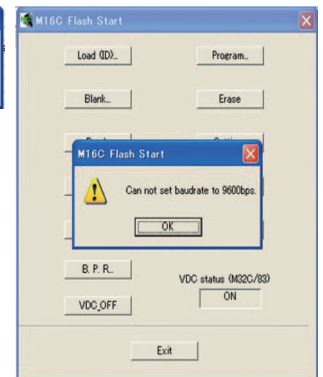 M16C Flash Start
Load (ID)...
Program...
Blank...
Erase
M16C Flash Start
Can not set baudrate to 9600bps.
OK
B. P. R...
VDC status (M32C/83)
VDC_OFF
ON
Exit